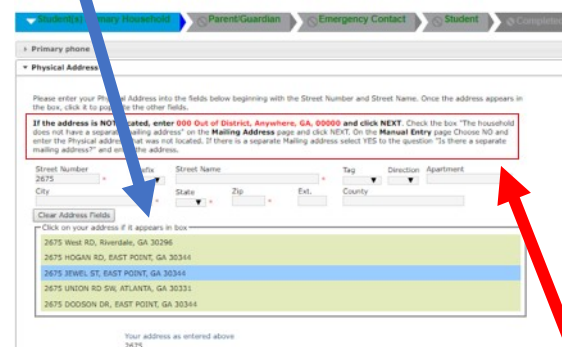 Student(s) Primary Household Parent/Guardian Emergency Contact Student Completed
Primary phone
Physical Address
Please enter your Physical Address into the fields below beginning with the Street Number and Street Name. Once the address appears in
the box, click it to the other fields.
If the address is NOT located, enter 000 Out of District, Anywhere, GA, 00000 and click NEXT. Check the box "The household
does not have a separate mailing address" on the Mailing Address page and click NEXT. On the Manual Entry page Choose NO and
enter the Physical Address that was not located. If there is a separate Mailing address select YES to the question "Is there a separate
mailing address?" and enter the address.
Street Number Street Name Tag Direction Apartment
2675 * *
City State Zip Ext. County
* * *
Clear Address Fields
Click on your address if it appears in box
2675 West RD, Riverdale, GA 30296
2675 HOGAN RD, EAST POINT, GA 30344
2675 JEWEL ST, EAST POINT, GA 30344
2675 UNION RD SW, ATLANTA, GA 30331
2675 DODSON DR, EAST POINT, GA 30344
Your address as entered above
2675